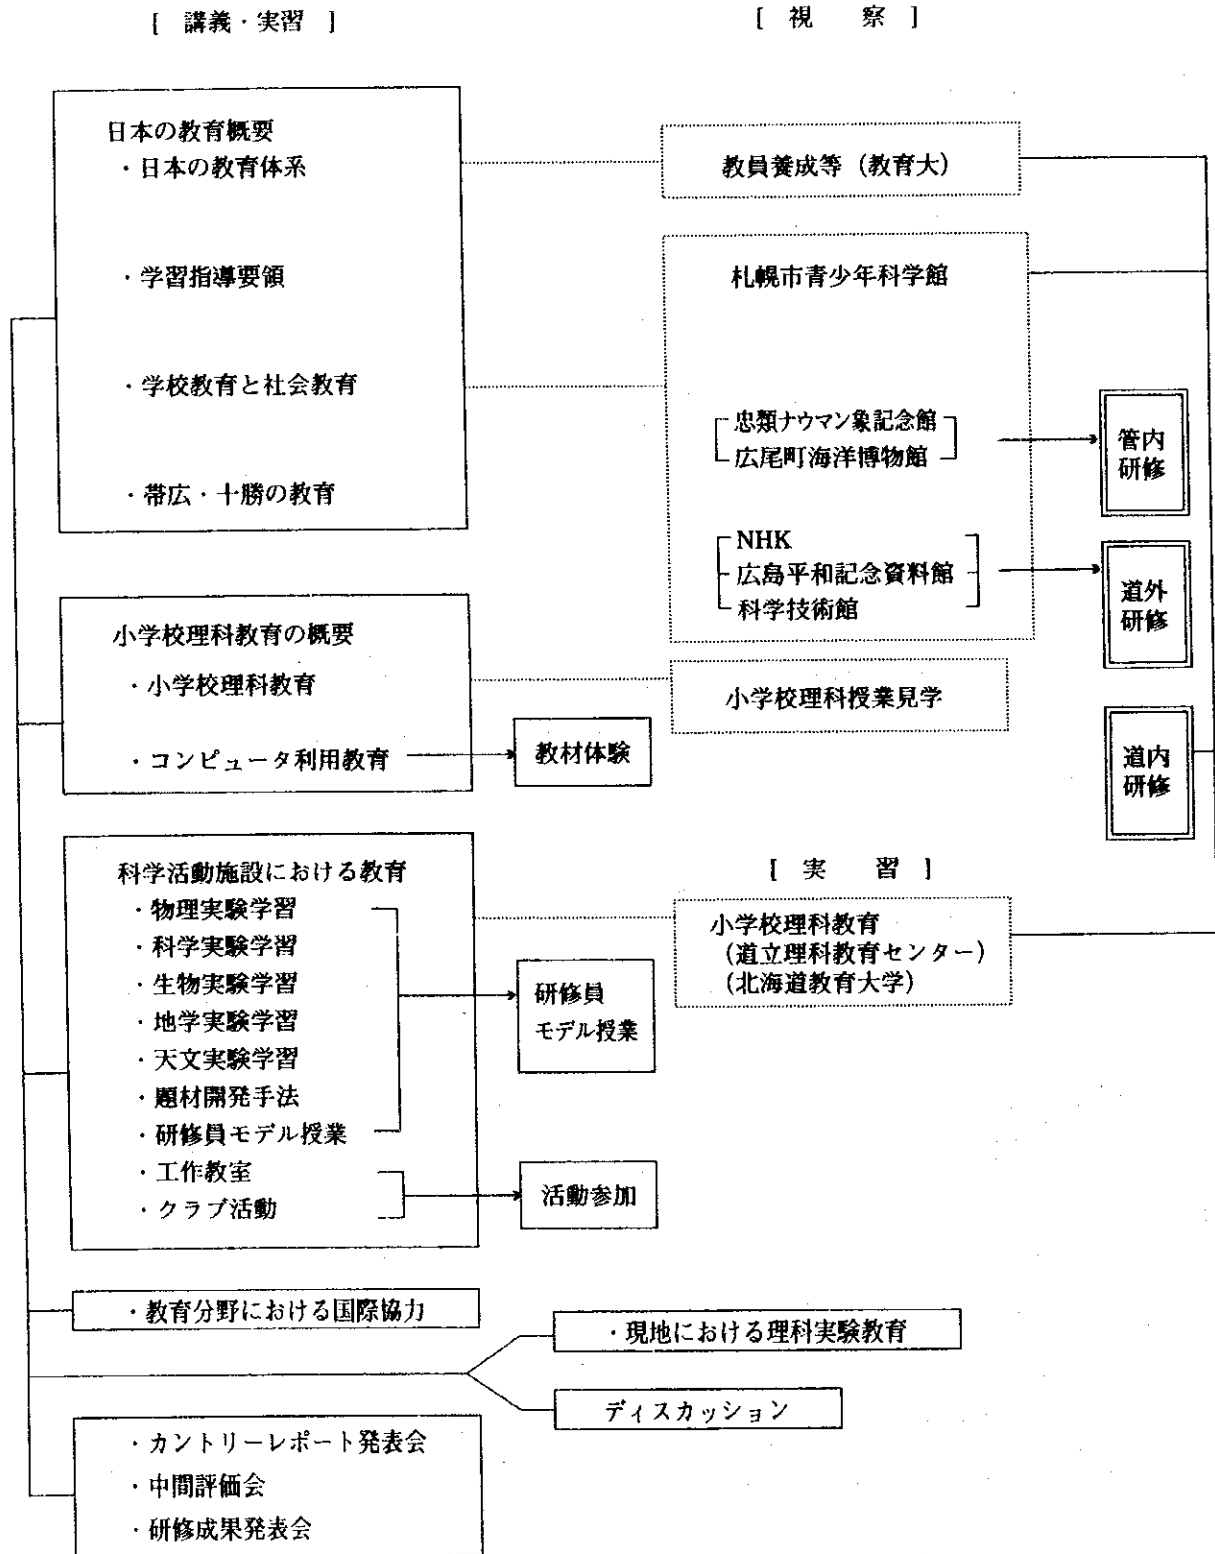 [ 講義・実習 ]
[ 視 察 ]
日本の教育概要
・日本の教育体系
・学習指導要領
・学校教育と社会教育
・帯広・十勝の教育
教員養成等（教育大）
札幌市青少年科学館
忠類ナウマン象記念館
広尾町海洋博物館
NHK
広島平和記念資料館
科学技術館
管内
研修
道外
研修
道内
研修
小学校理科教育の概要
・小学校理科教育
・コンピュータ利用教育
教材体験
小学校理科授業見学
科学活動施設における教育
・物理実験学習
・科学実験学習
・生物実験学習
・地学実験学習
・天文実験学習
・題材開発手法
・研修員モデル授業
・工作教室
・クラブ活動
研修員
モデル授業
活動参加
[ 実 習 ]
小学校理科教育
（道立理科教育センター）
（北海道教育大学）
・教育分野における国際協力
・現地における理科実験教育
ディスカッション
・カントリーレポート発表会
・中間評価会
・研修成果発表会